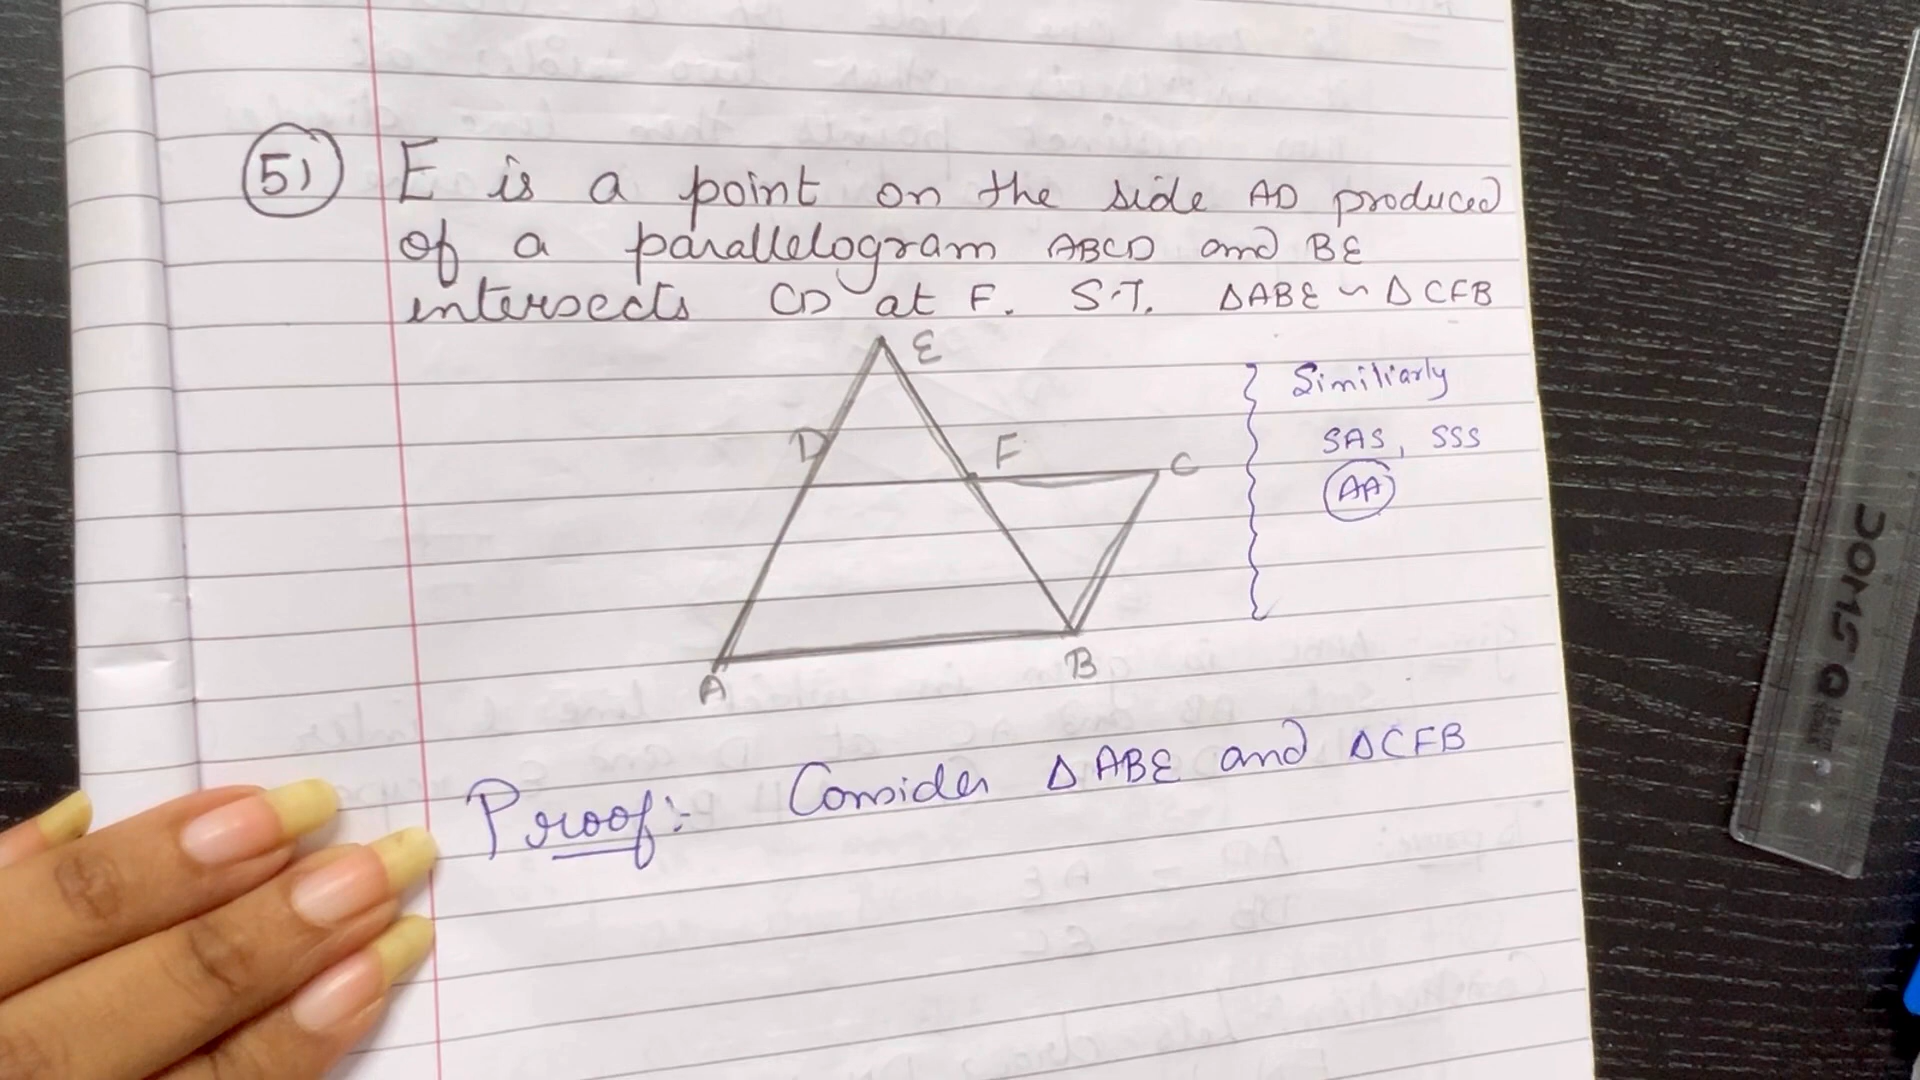 5) E is a point on the side AD produced
of a parallelogram ABCD and BE
intersects CD at F. S.T. ΔABE ~ ΔCFB
E
Similiarly
D
F
C
SAS, SSS
AA
A
B
Proof:- Consider ΔABE and ΔCFB
DOMS